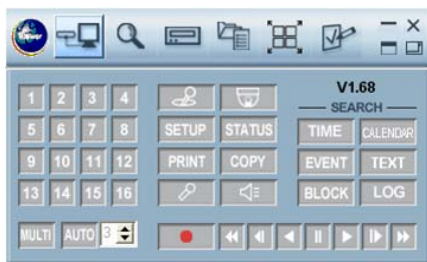 V1.68
SEARCH
1 2 3 4
5 6 7 8 SETUP STATUS TIME CALENDAR
9 10 11 12 PRINT COPY EVENT TEXT
13 14 15 16 BLOCK LOG
MULTI AUTO 3